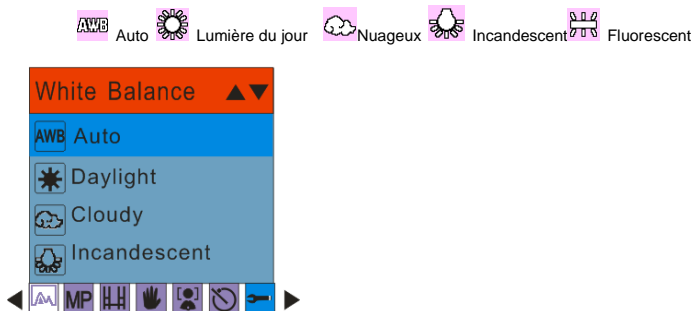 AWB Auto Lumière du jour Nuageux Incandescent Fluorescent
White Balance
AWB Auto
Daylight
Cloudy
Incandescent
MP